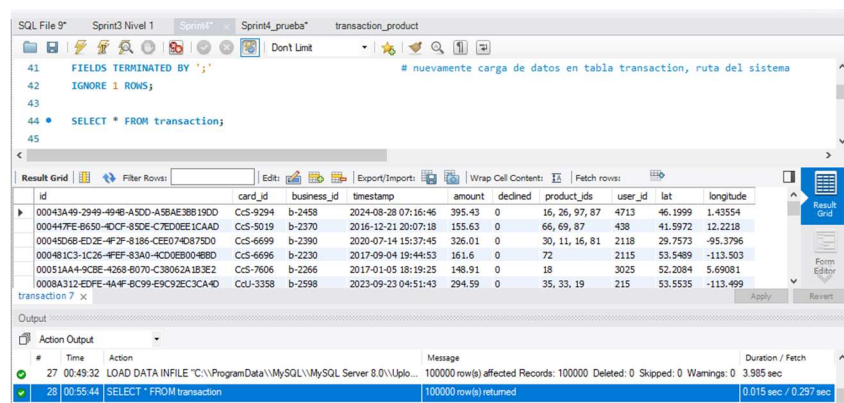 SQL File 9* Sprint3 Nivel 1 Sprint4* Sprint4_prueba* transaction_product
Don't Limit
41 FIELDS TERMINATED BY ';' # nuevamente carga de datos en tabla transaction, ruta del sistema
42 IGNORE 1 ROWS;
43
44 SELECT * FROM transaction;
45
Result Grid Filter Rows: Edit: Export/Import: Wrap Cell Content: Fetch rows:
id card_id business_id timestamp amount declined product_ids user_id lat longitude
00043A49-2949-494B-A5DD-A5BAE3BB19DD CcS-9294 b-2458 2024-08-28 07:16:46 395.43 0 16, 26, 97, 87 4713 46.1999 1.43554
000447FE-B650-4DCF-85DE-C7ED0EE1CAAD CcS-5019 b-2370 2016-12-21 20:07:18 155.63 0 66, 69, 87 438 41.5972 12.2218
00045D6B-ED2E-4F2F-8186-CEE074D875D0 CcS-6699 b-2390 2020-07-14 15:37:45 326.01 0 30, 11, 16, 81 2118 29.7573 -95.3796
000481C3-1C26-4FEF-83A0-4CD0EB004BBD CcS-6696 b-2230 2017-09-04 19:44:53 161.6 0 72 2115 53.5489 -113.503
00051AA4-9CBE-4268-B070-C38062A1B3E2 CcS-7606 b-2266 2017-01-05 18:19:25 148.91 0 18 3025 52.2084 5.69081
0008A312-EDFE-4A4F-BC99-E9C92EC3CA4D CcU-3358 b-2598 2023-09-23 04:51:43 294.59 0 35, 33, 19 215 53.5535 -113.499
Result Grid
Form Editor
transaction 7 Apply Revert
Output
Action Output
# Time Action Message Duration / Fetch
27 00:49:32 LOAD DATA INFILE "C:\\ProgramData\\MySQL\\MySQL Server 8.0\\Uplo... 100000 row(s) affected Records: 100000 Deleted: 0 Skipped: 0 Warnings: 0 3.985 sec
28 00:55:44 SELECT * FROM transaction 100000 row(s) returned 0.015 sec / 0.297 sec